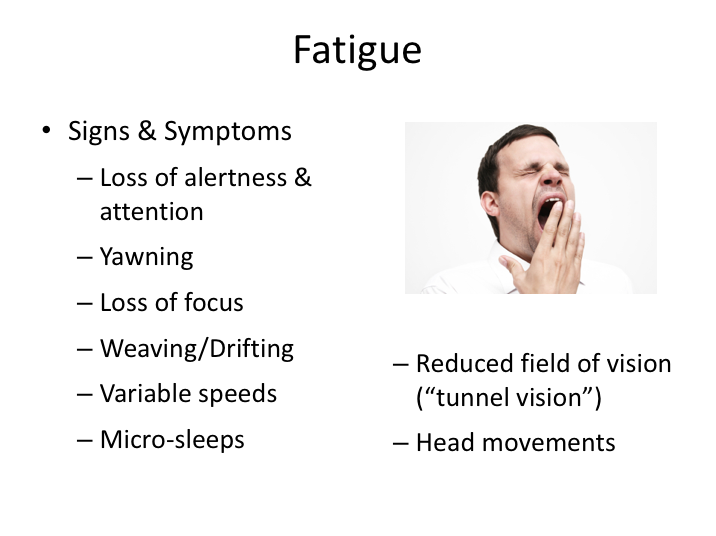 Fatigue
• Signs & Symptoms
– Loss of alertness &
attention
– Yawning
– Loss of focus
– Weaving/Drifting
– Variable speeds
– Micro-sleeps
– Reduced field of vision
(“tunnel vision”)
– Head movements